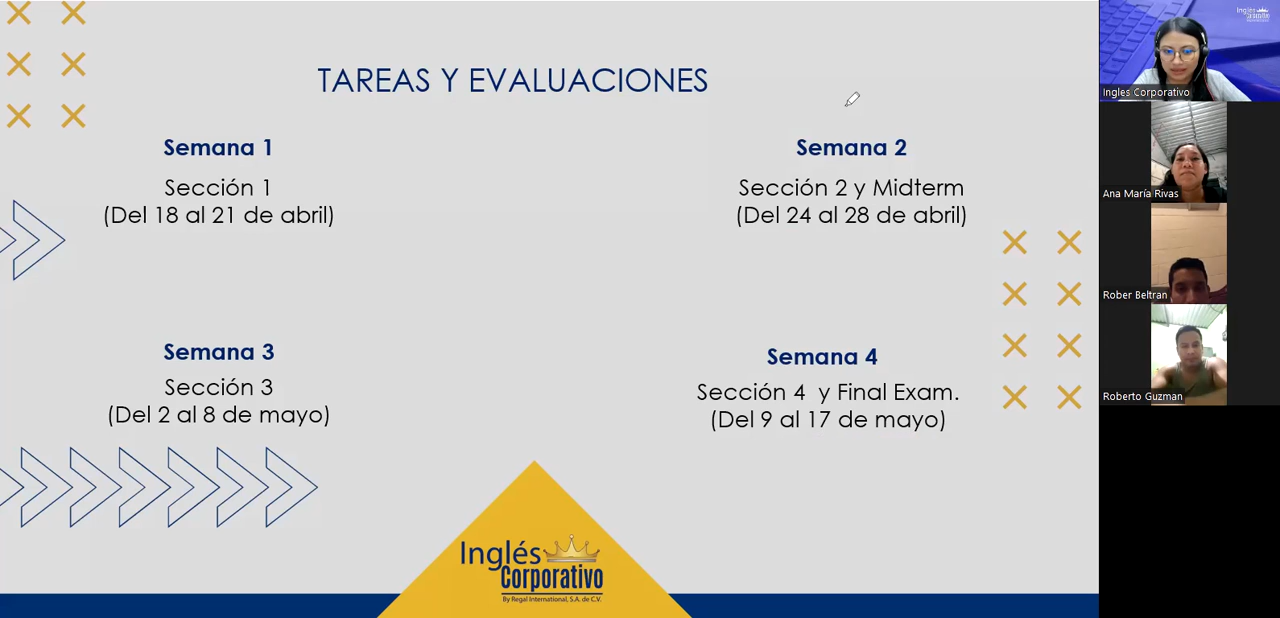 TAREAS Y EVALUACIONES
Semana 1
Sección 1
(Del 18 al 21 de abril)
Semana 2
Sección 2 y Midterm
(Del 24 al 28 de abril)
Semana 3
Sección 3
(Del 2 al 8 de mayo)
Semana 4
Sección 4 y Final Exam.
(Del 9 al 17 de mayo)
Inglés
Corporativo
By Regal International, S.A. de C.V.
Ingles Corporativo
Ana María Rivas
Rober Beltran
Roberto Guzman